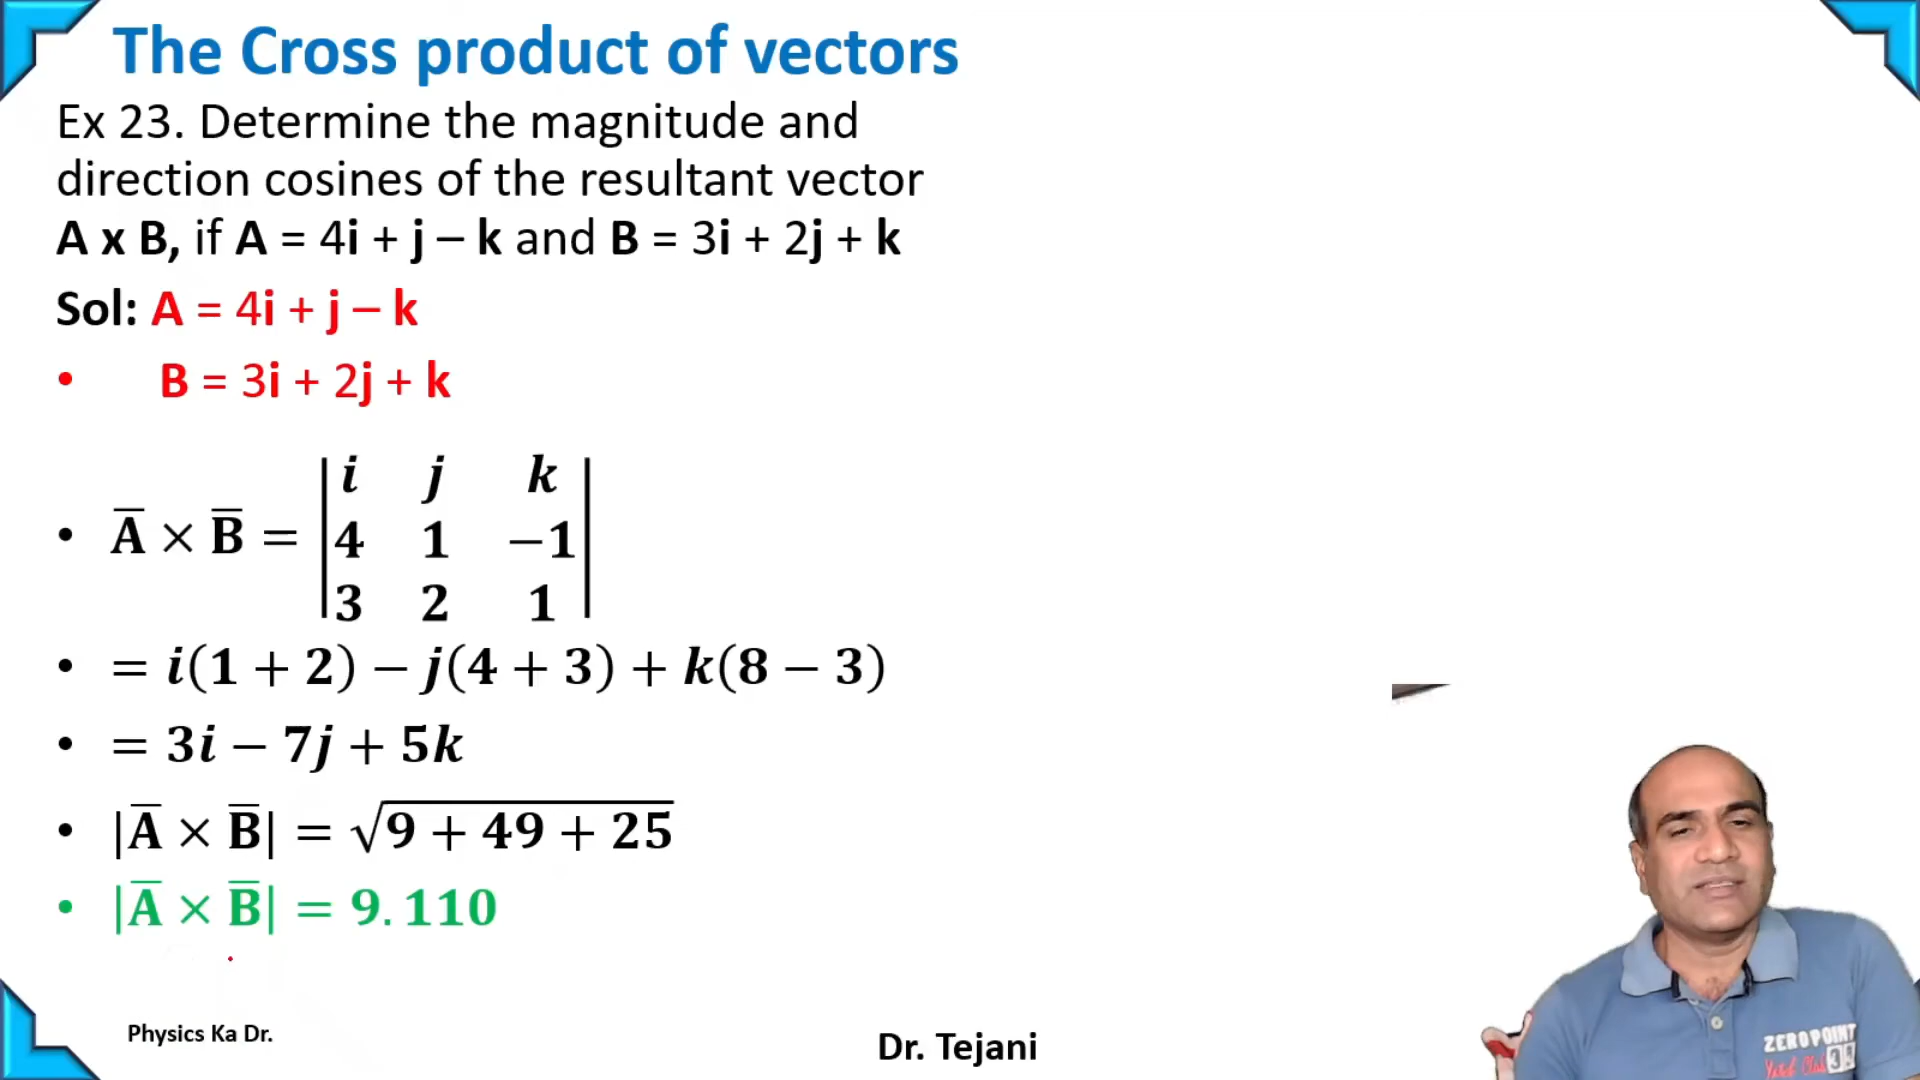 The Cross product of vectors
Ex 23. Determine the magnitude and
direction cosines of the resultant vector
A x B, if A = 4i + j – k and B = 3i + 2j + k
Sol: A = 4i + j – k
• B = 3i + 2j + k
• A̅ × B̅ = | i j k |
| 4 1 −1 |
| 3 2 1 |
• = i(1 + 2) − j(4 + 3) + k(8 − 3)
• = 3i − 7j + 5k
• |A̅ × B̅| = √(9 + 49 + 25)
• |A̅ × B̅| = 9.110
Physics Ka Dr.
Dr. Tejani
ZEROPOINT